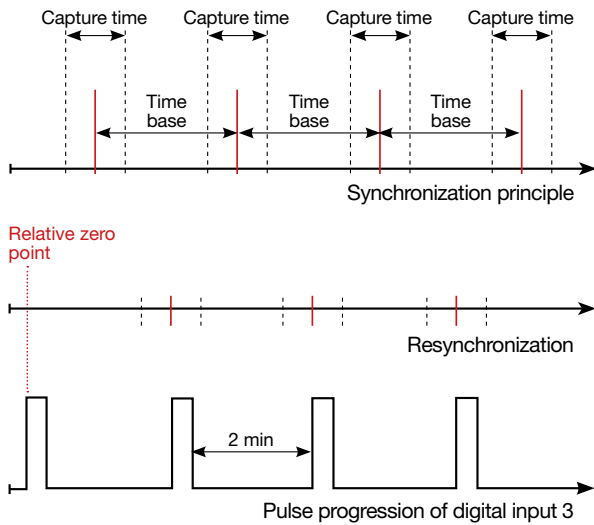 Capture time Capture time Capture time Capture time
Time base
Time base
Time base
Synchronization principle
Relative zero
point
Resynchronization
2 min
Pulse progression of digital input 3